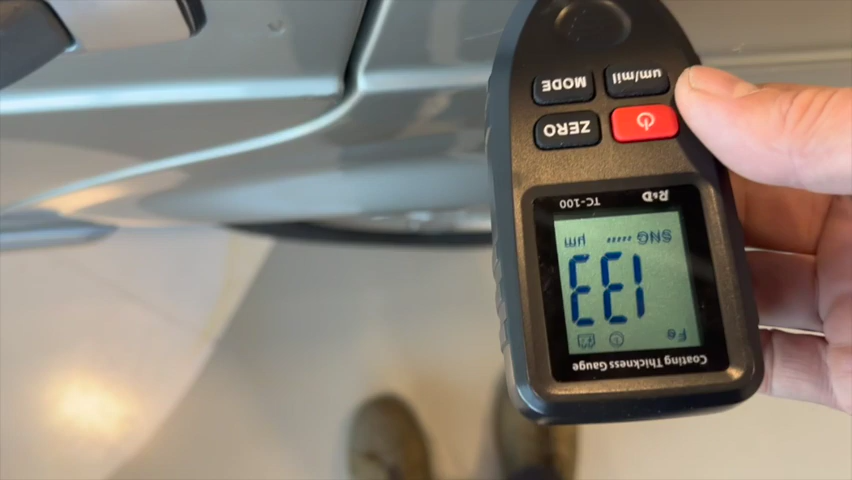 Coating Thickness Gauge
Fe
133
SNG µm
R&D TC-100
ZERO
um/mil MODE